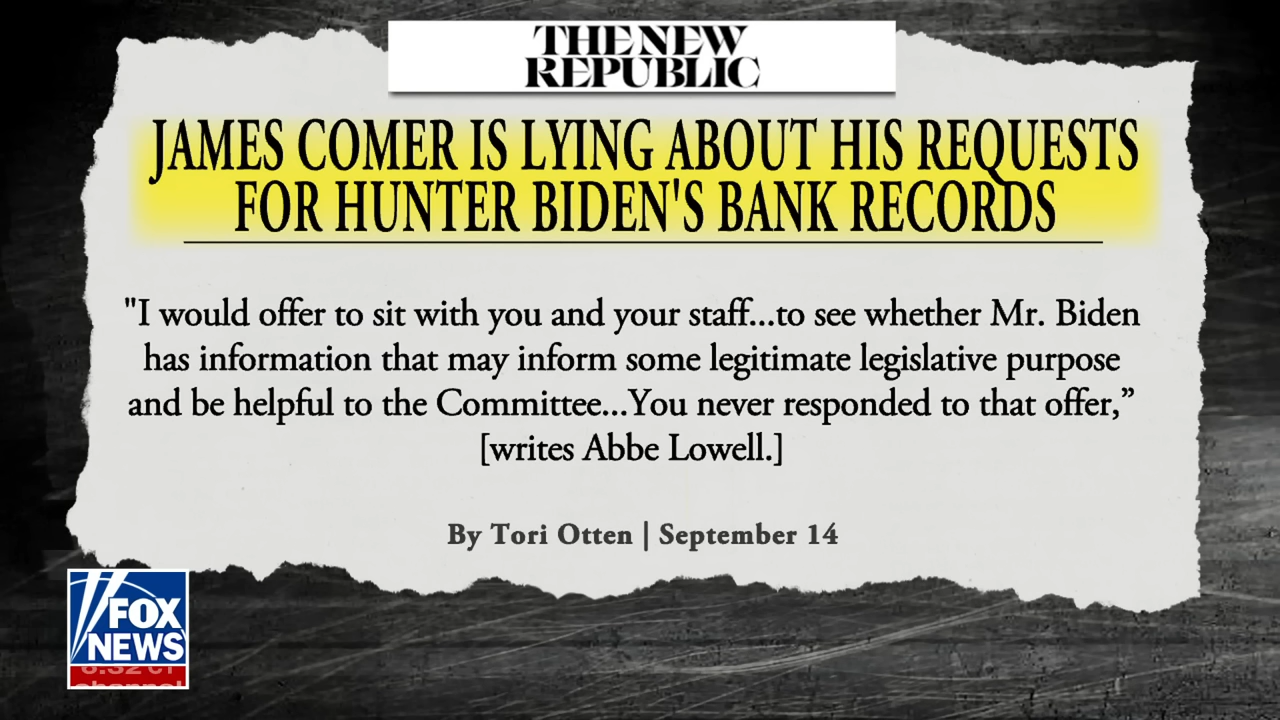 THE NEW
REPUBLIC
JAMES COMER IS LYING ABOUT HIS REQUESTS
FOR HUNTER BIDEN'S BANK RECORDS
"I would offer to sit with you and your staff...to see whether Mr. Biden
has information that may inform some legitimate legislative purpose
and be helpful to the Committee...You never responded to that offer,”
[writes Abbe Lowell.]
By Tori Otten | September 14
FOX
NEWS
channel